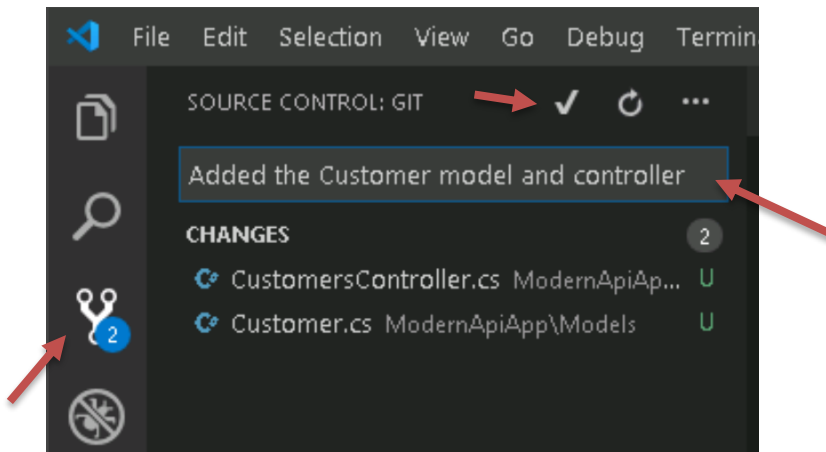 File Edit Selection View Go Debug Termin
SOURCE CONTROL: GIT
Added the Customer model and controller
CHANGES 2
CustomersController.cs ModernApiAp... U
Customer.cs ModernApiApp\Models U
2